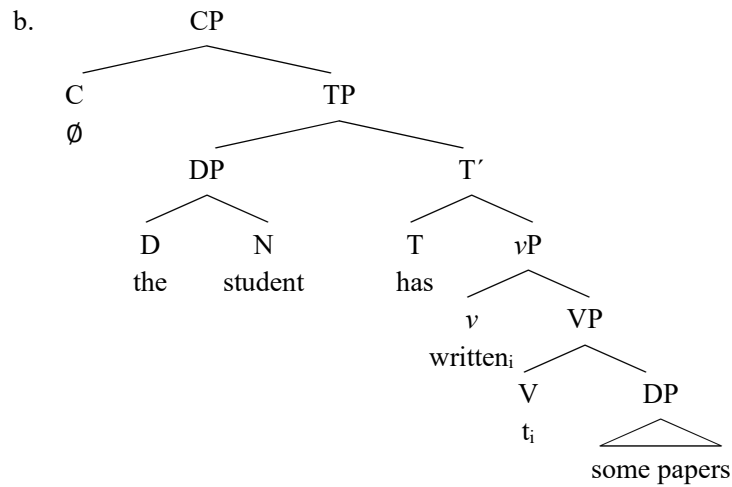 b. CP
C TP
∅
DP T´
D N T vP
the student has
v VP
writtenᵢ
V DP
tᵢ
some papers